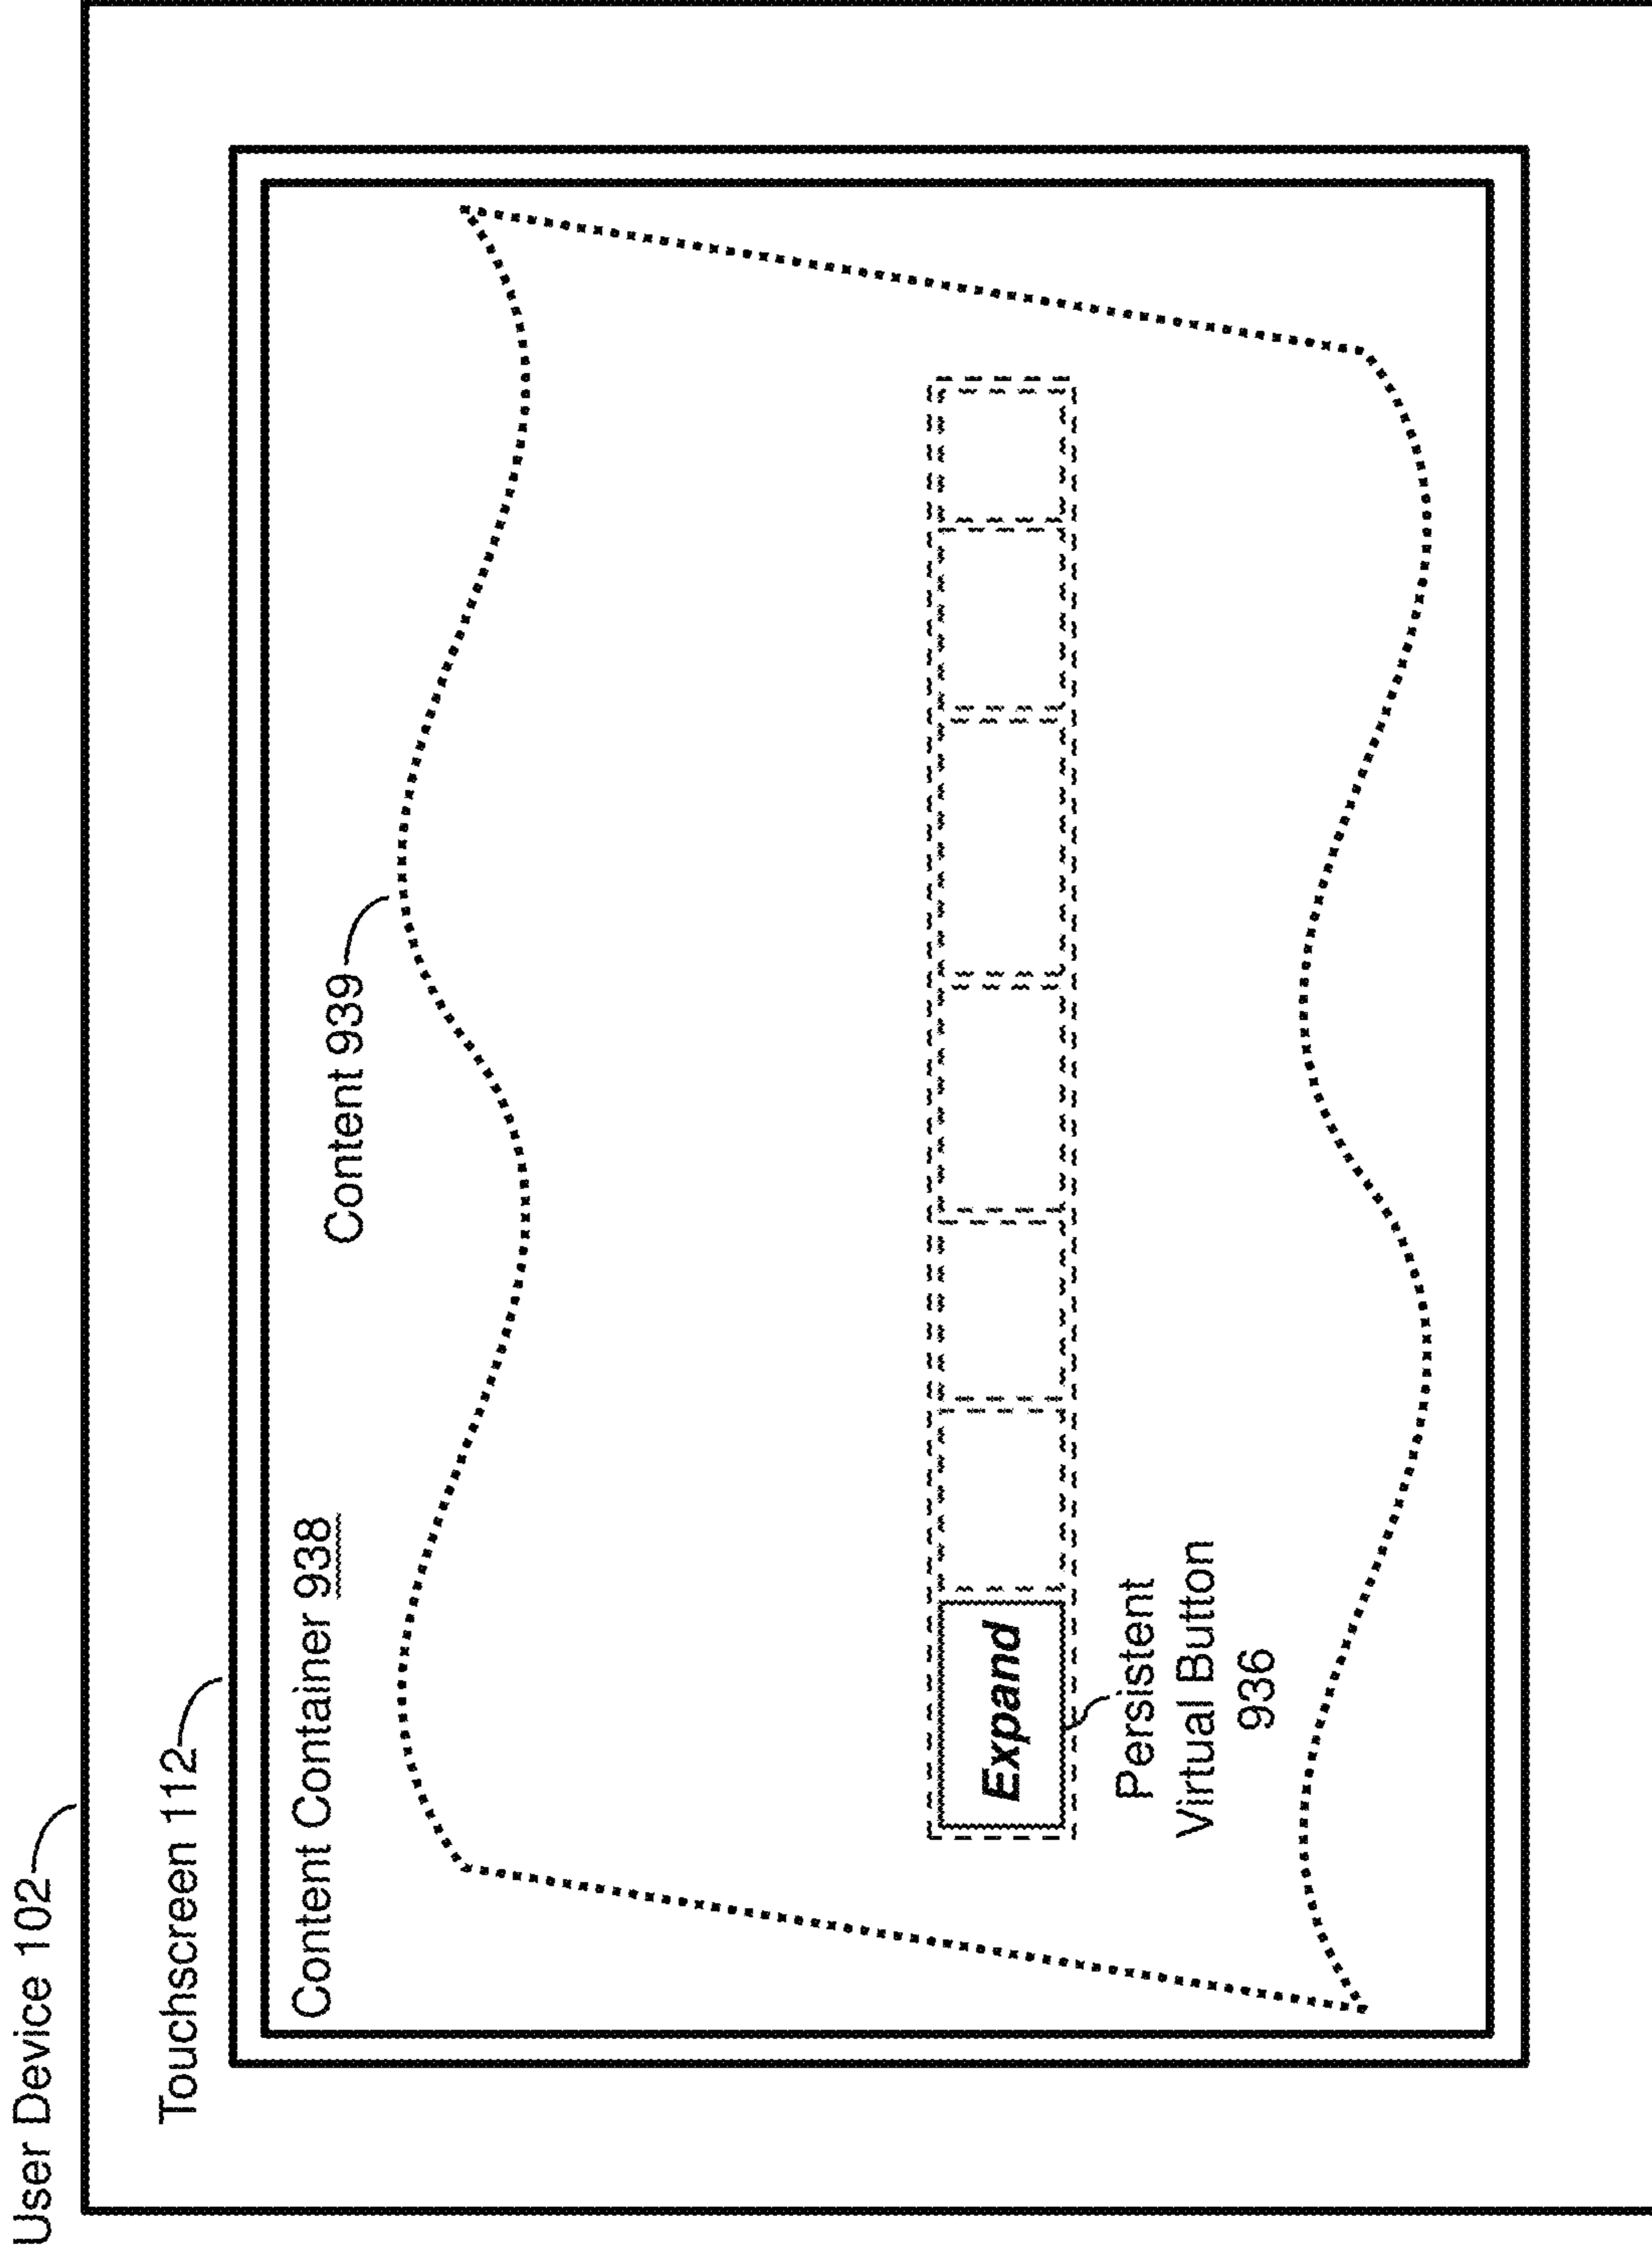 User Device 102
Touchscreen 112
Content Container 938
Content 939
Expand
Persistent
Virtual Button
936